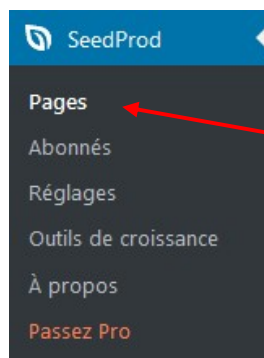 SeedProd
Pages
Abonnés
Réglages
Outils de croissance
À propos
Passez Pro